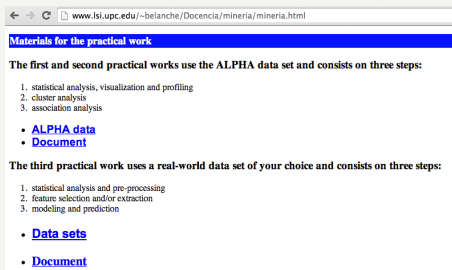 www.lsi.upc.edu/~belanche/Docencia/mineria/mineria.html
Materials for the practical work
The first and second practical works use the ALPHA data set and consists on three steps:
1. statistical analysis, visualization and profiling
2. cluster analysis
3. association analysis
• ALPHA data
• Document
The third practical work uses a real-world data set of your choice and consists on three steps:
1. statistical analysis and pre-processing
2. feature selection and/or extraction
3. modeling and prediction
• Data sets
• Document